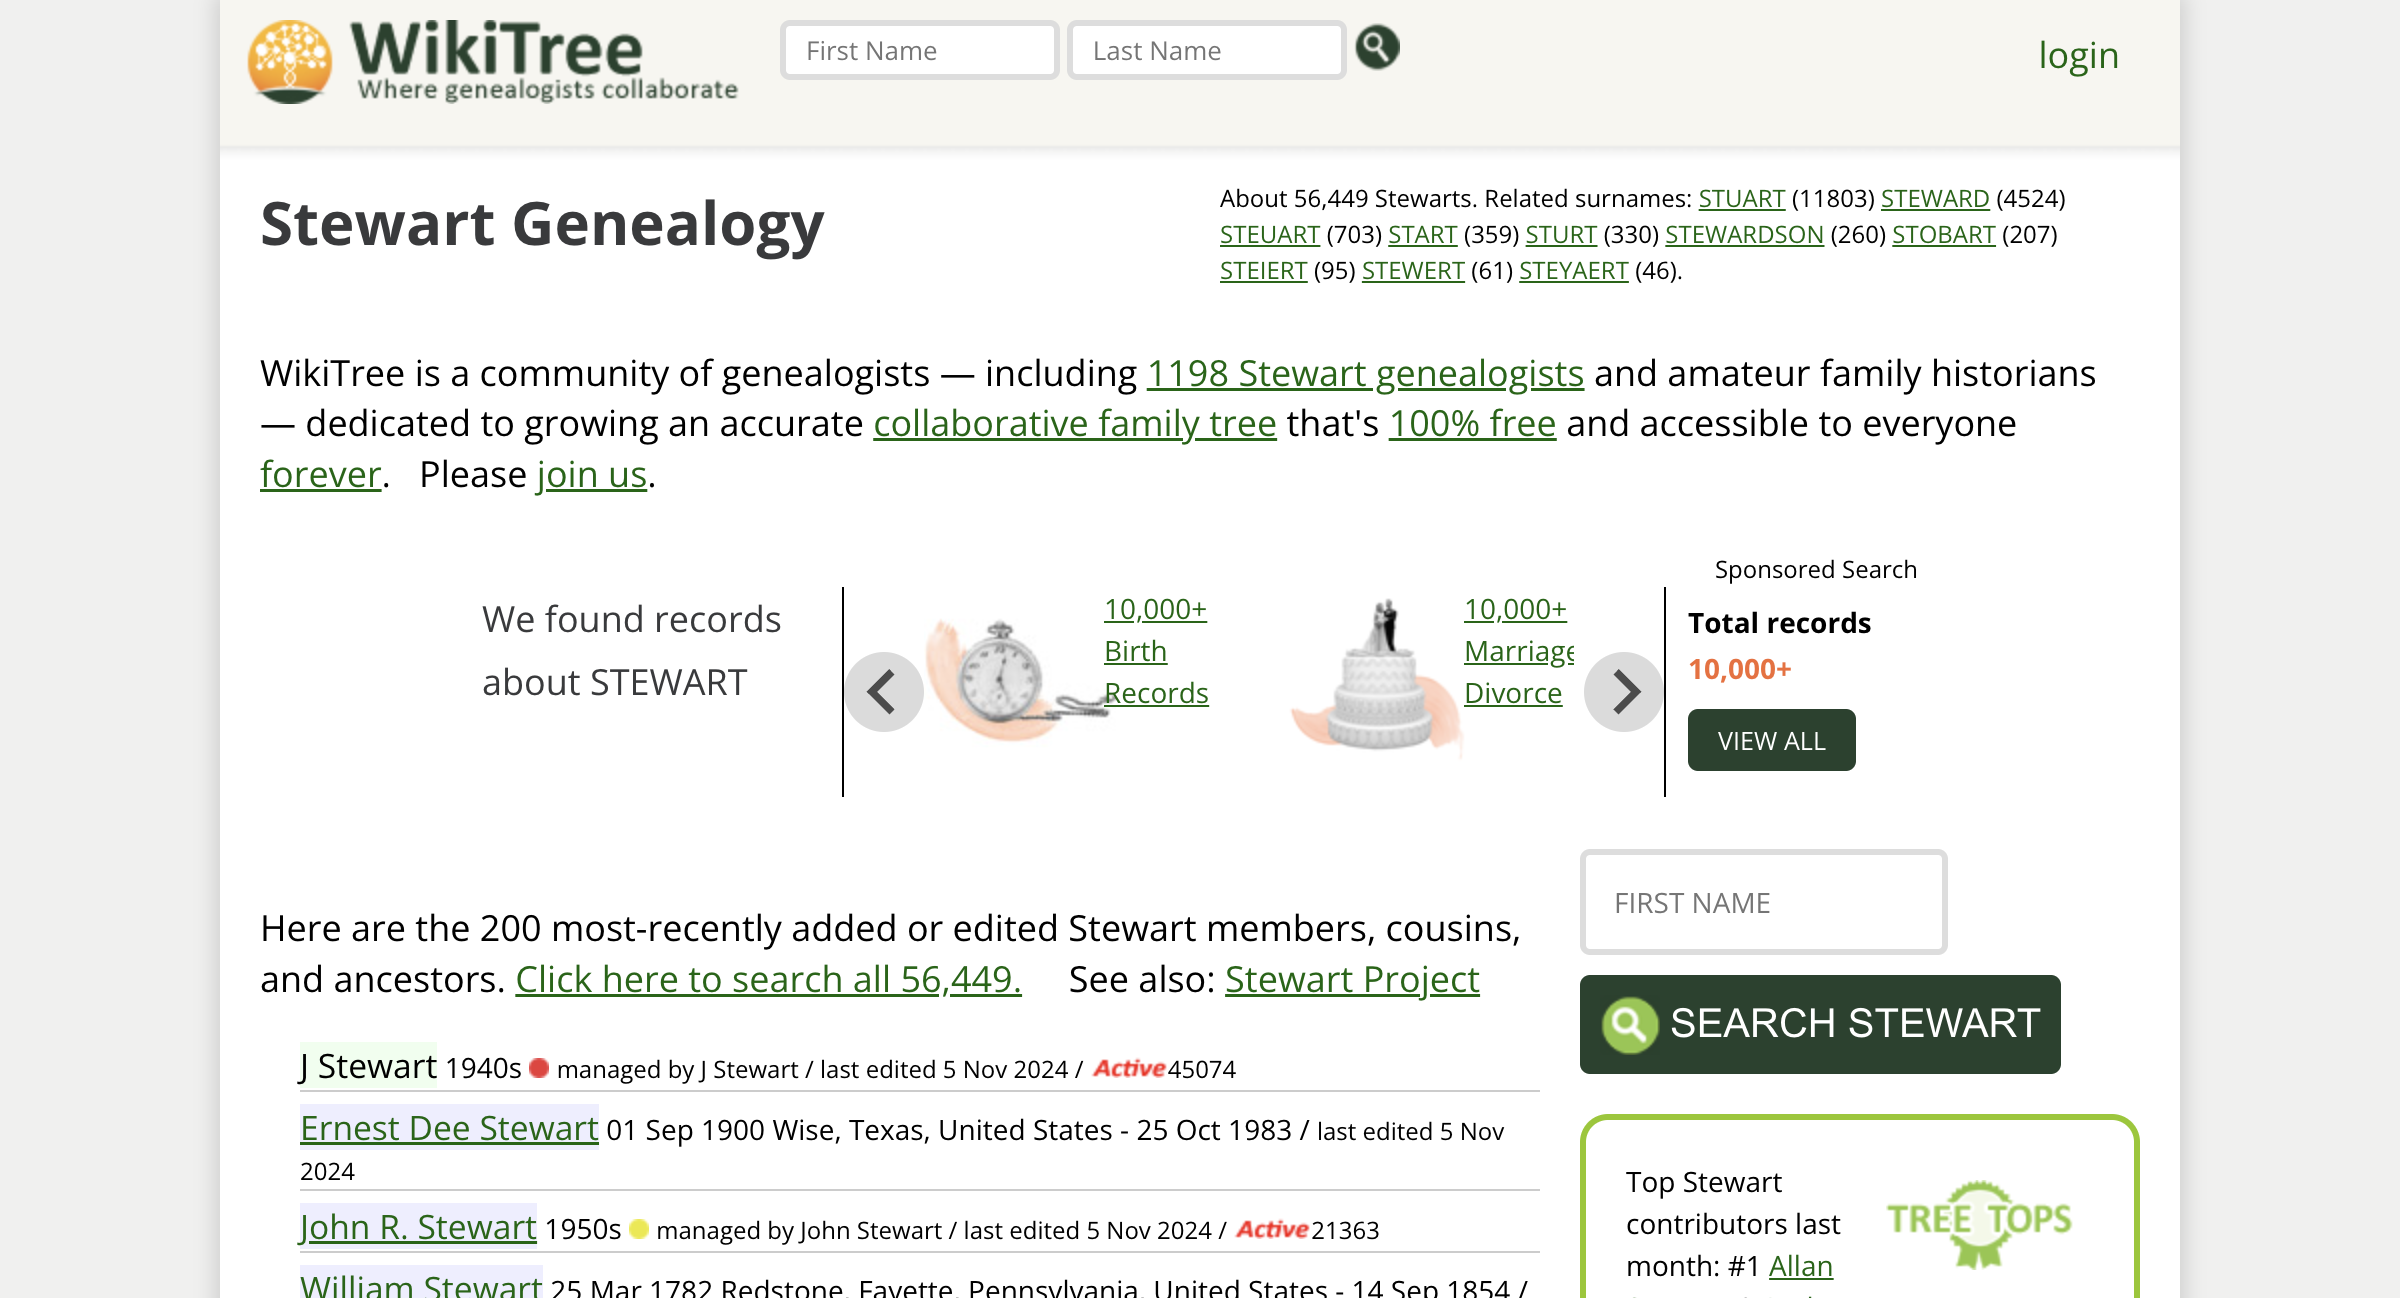 WikiTree
Where genealogists collaborate
First Name
Last Name
login
Stewart Genealogy
About 56,449 Stewarts. Related surnames: STUART (11803) STEWARD (4524)
STEUART (703) START (359) STURT (330) STEWARDSON (260) STOBART (207)
STEIERT (95) STEWERT (61) STEYAERT (46).
WikiTree is a community of genealogists — including 1198 Stewart genealogists and amateur family historians
— dedicated to growing an accurate collaborative family tree that's 100% free and accessible to everyone
forever. Please join us.
We found records
about STEWART
10,000+
Birth
Records
10,000+
Marriage
Divorce
Sponsored Search
Total records
10,000+
VIEW ALL
Here are the 200 most-recently added or edited Stewart members, cousins,
and ancestors. Click here to search all 56,449. See also: Stewart Project
J Stewart 1940s managed by J Stewart / last edited 5 Nov 2024 / Active 45074
Ernest Dee Stewart 01 Sep 1900 Wise, Texas, United States - 25 Oct 1983 / last edited 5 Nov
2024
John R. Stewart 1950s managed by John Stewart / last edited 5 Nov 2024 / Active 21363
William Stewart 25 Mar 1782 Redstone, Fayette, Pennsylvania, United States - 14 Sep 1854 /
FIRST NAME
SEARCH STEWART
Top Stewart
contributors last
month: #1 Allan
TREE TOPS